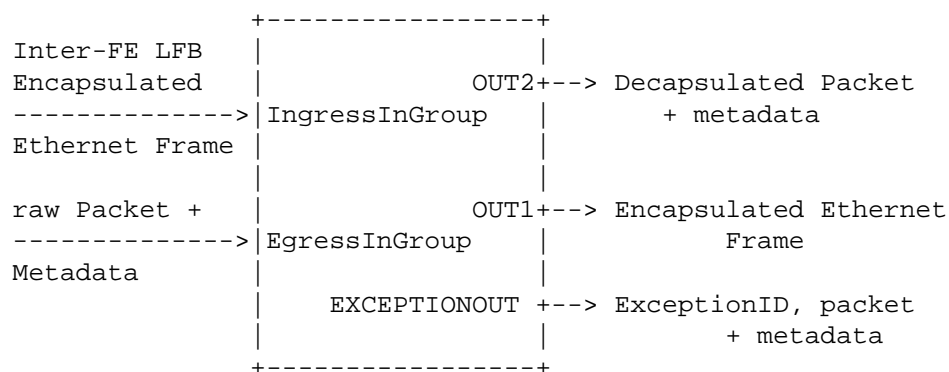 +-----------------+
Inter-FE LFB    |                 |
Encapsulated    |             OUT2+--> Decapsulated Packet
-------------->|IngressInGroup   |       + metadata
Ethernet Frame |                 |
                |                 |
raw Packet +    |             OUT1+--> Encapsulated Ethernet
-------------->|EgressInGroup    |           Frame
Metadata        |                 |
                |    EXCEPTIONOUT +--> ExceptionID, packet
                |                 |           + metadata
                +-----------------+